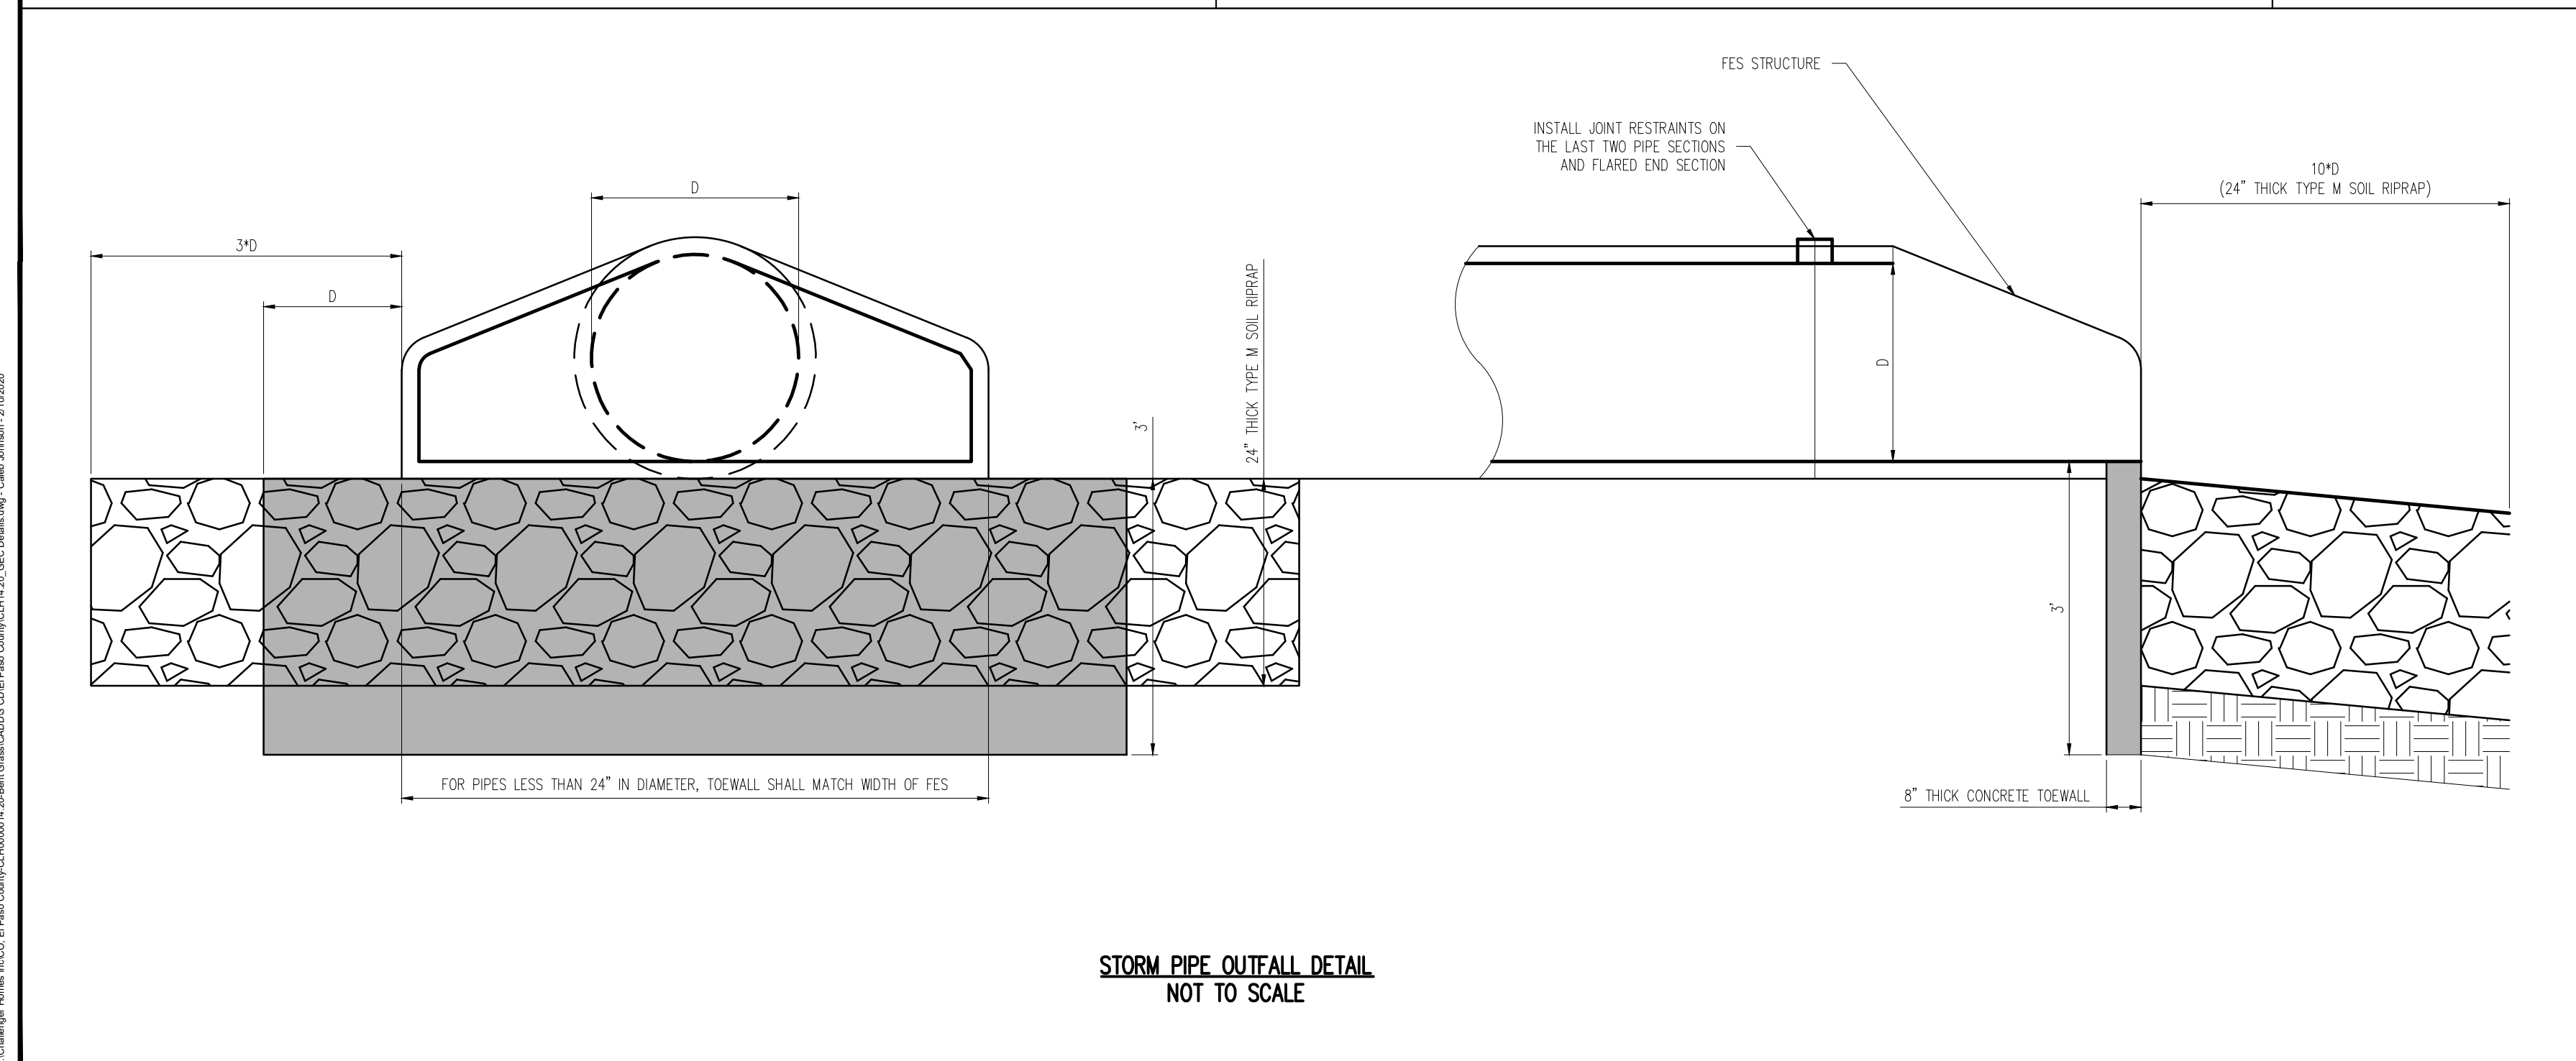 FES STRUCTURE
INSTALL JOINT RESTRAINTS ON
THE LAST TWO PIPE SECTIONS
AND FLARED END SECTION
10*D
(24" THICK TYPE M SOIL RIPRAP)
D
3*D
D
24" THICK TYPE M SOIL RIPRAP
3'
D
3'
FOR PIPES LESS THAN 24" IN DIAMETER, TOEWALL SHALL MATCH WIDTH OF FES
8" THICK CONCRETE TOEWALL
STORM PIPE OUTFALL DETAIL
NOT TO SCALE